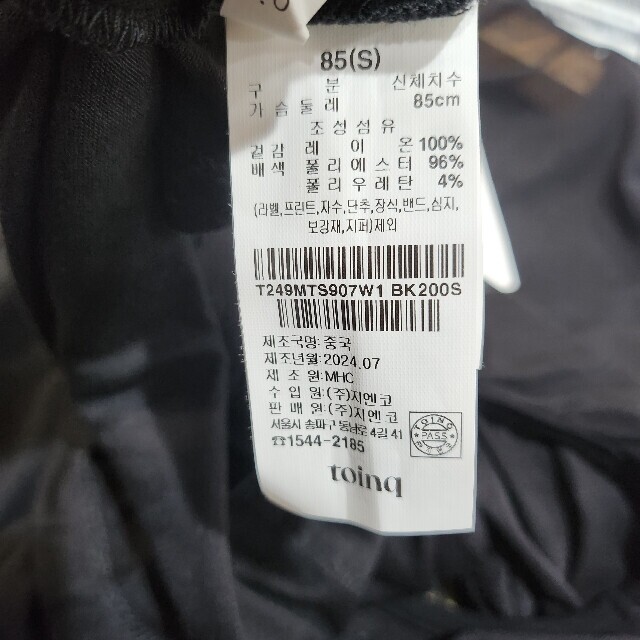 85(S)
구 분 신체치수
가슴둘레 85cm
조성섬유
겉감 레이온 100%
배색 폴리에스터 96%
폴리우레탄 4%
(라벨,프린트,자수,단추,장식,밴드,심지,
보강재,지퍼)제외
T249MTS907W1 BK200S
제조국명:중국
제조년월:2024.07
제 조 원:MHC
수 입 원:(주)지엔코
판 매 원:(주)지엔코
서울시 송파구 동남로 4길 41
☎1544-2185
TOINQ
PASS
toinq